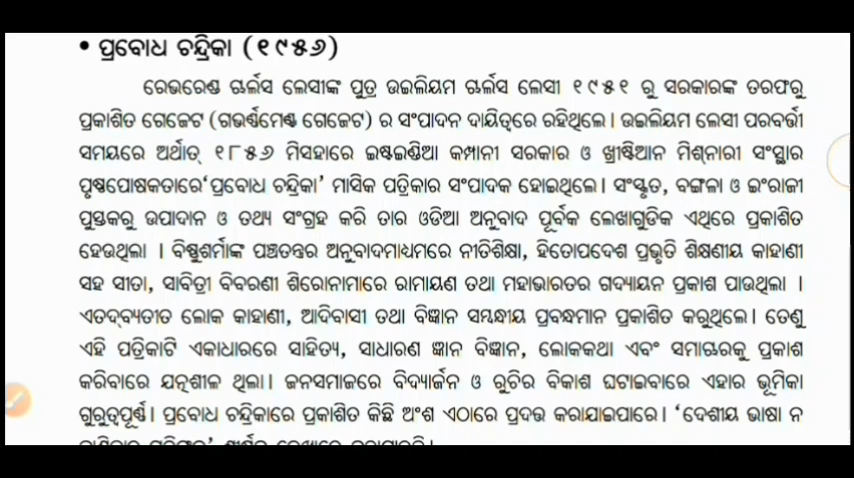 • ପ୍ରବୋଧ ଚନ୍ଦ୍ରିକା (୧୯୫୬)
ରେଭରେଣ୍ଡ ଚାର୍ଲସ ଲେସୀଙ୍କ ପୁତ୍ର ଉଇଲିୟମ ଚାର୍ଲସ ଲେସୀ ୧୯୫୧ ରୁ ସରକାରଙ୍କ ତରଫରୁ
ପ୍ରକାଶିତ ଗେଜେଟ (ଗଭର୍ଣ୍ଣମେଣ୍ଟ ଗେଜେଟ) ର ସଂପାଦନ ଦାୟିତ୍ୱରେ ରହିଥିଲେ। ଉଇଲିୟମ ଲେସୀ ପରବର୍ତ୍ତୀ
ସମୟରେ ଅର୍ଥାତ୍ ୧୮୫୬ ମିସହାରେ ଇଷ୍ଟଇଣ୍ଡିଆ କମ୍ପାନୀ ସରକାର ଓ ଖ୍ରୀଷ୍ଟିଆନ ମିଶ୍ନାରୀ ସଂସ୍ଥାର
ପୃଷ୍ଠପୋଷକତାରେ‘ପ୍ରବୋଧ ଚନ୍ଦ୍ରିକା’ ମାସିକ ପତ୍ରିକାର ସଂପାଦକ ହୋଇଥିଲେ। ସଂସ୍କୃତ, ବଙ୍ଗଳା ଓ ଇଂରାଜୀ
ପୁସ୍ତକରୁ ଉପାଦାନ ଓ ତଥ୍ୟ ସଂଗ୍ରହ କରି ତାର ଓଡିଆ ଅନୁବାଦ ପୂର୍ବକ ଲେଖାଗୁଡିକ ଏଥିରେ ପ୍ରକାଶିତ
ହେଉଥିଲା । ବିଷ୍ଣୁଶର୍ମାଙ୍କ ପଞ୍ଚତନ୍ତ୍ରର ଅନୁବାଦମାଧ୍ୟମରେ ନୀତିଶିକ୍ଷା, ହିତୋପଦେଶ ପ୍ରଭୃତି ଶିକ୍ଷଣୀୟ କାହାଣୀ
ସହ ସୀତା, ସାବିତ୍ରୀ ବିବରଣୀ ଶିରୋନାମାରେ ରାମାୟଣ ତଥା ମହାଭାରତର ଗଦ୍ୟାୟନ ପ୍ରକାଶ ପାଉଥିଲା ।
ଏତଦ୍‌ବ୍ୟତୀତ ଲୋକ କାହାଣୀ, ଆଦିବାସୀ ତଥା ବିଜ୍ଞାନ ସମ୍ଭନ୍ଧୀୟ ପ୍ରବନ୍ଧମାନ ପ୍ରକାଶିତ କରୁଥିଲେ। ତେଣୁ
ଏହି ପତ୍ରିକାଟି ଏକାଧାରରେ ସାହିତ୍ୟ, ସାଧାରଣ ଜ୍ଞାନ ବିଜ୍ଞାନ, ଲୋକକଥା ଏବଂ ସମାଚାରକୁ ପ୍ରକାଶ
କରିବାରେ ଯତ୍ନଶୀଳ ଥିଲା। ଜନସମାଜରେ ବିଦ୍ୟାର୍ଜନ ଓ ରୁଚିର ବିକାଶ ଘଟାଇବାରେ ଏହାର ଭୂମିକା
ଗୁରୁତ୍ୱପୂର୍ଣ୍ଣ। ପ୍ରବୋଧ ଚନ୍ଦ୍ରିକାରେ ପ୍ରକାଶିତ କିଛି ଅଂଶ ଏଠାରେ ପ୍ରଦତ୍ତ କରାଯାଇପାରେ। ‘ଦେଶୀୟ ଭାଷା ନ